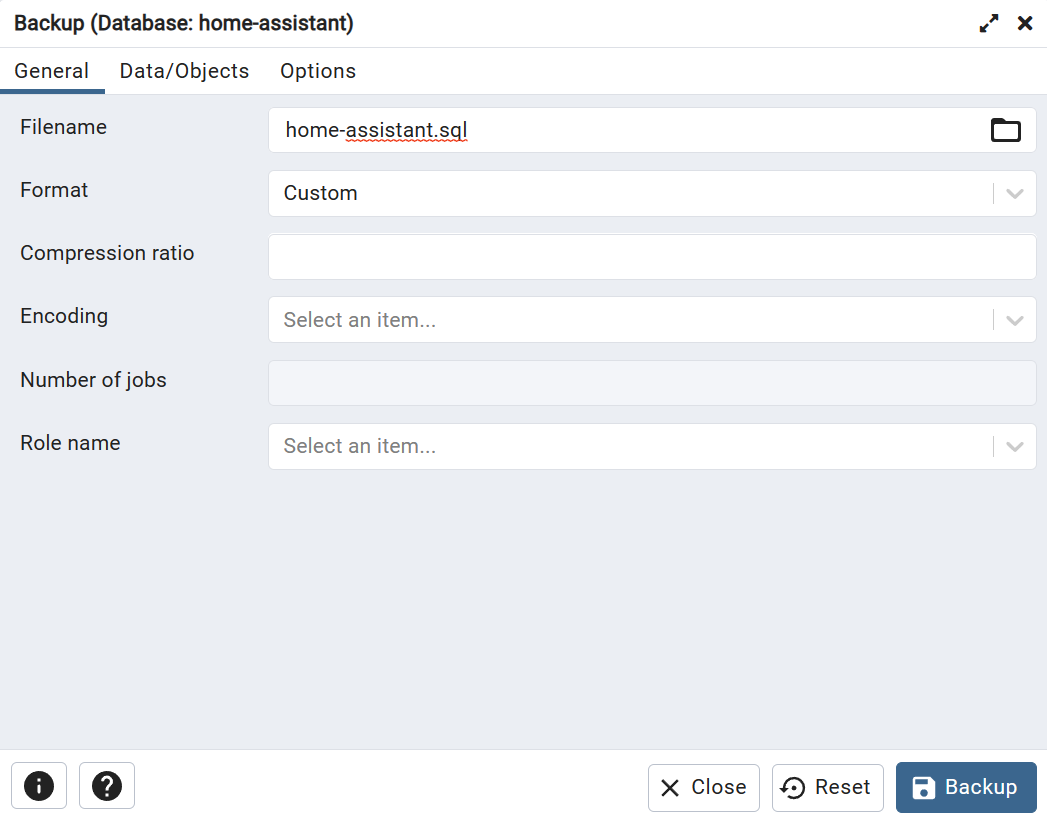 Backup (Database: home-assistant)
General Data/Objects Options
Filename home-assistant.sql
Format Custom
Compression ratio
Encoding Select an item...
Number of jobs
Role name Select an item...
Close Reset Backup